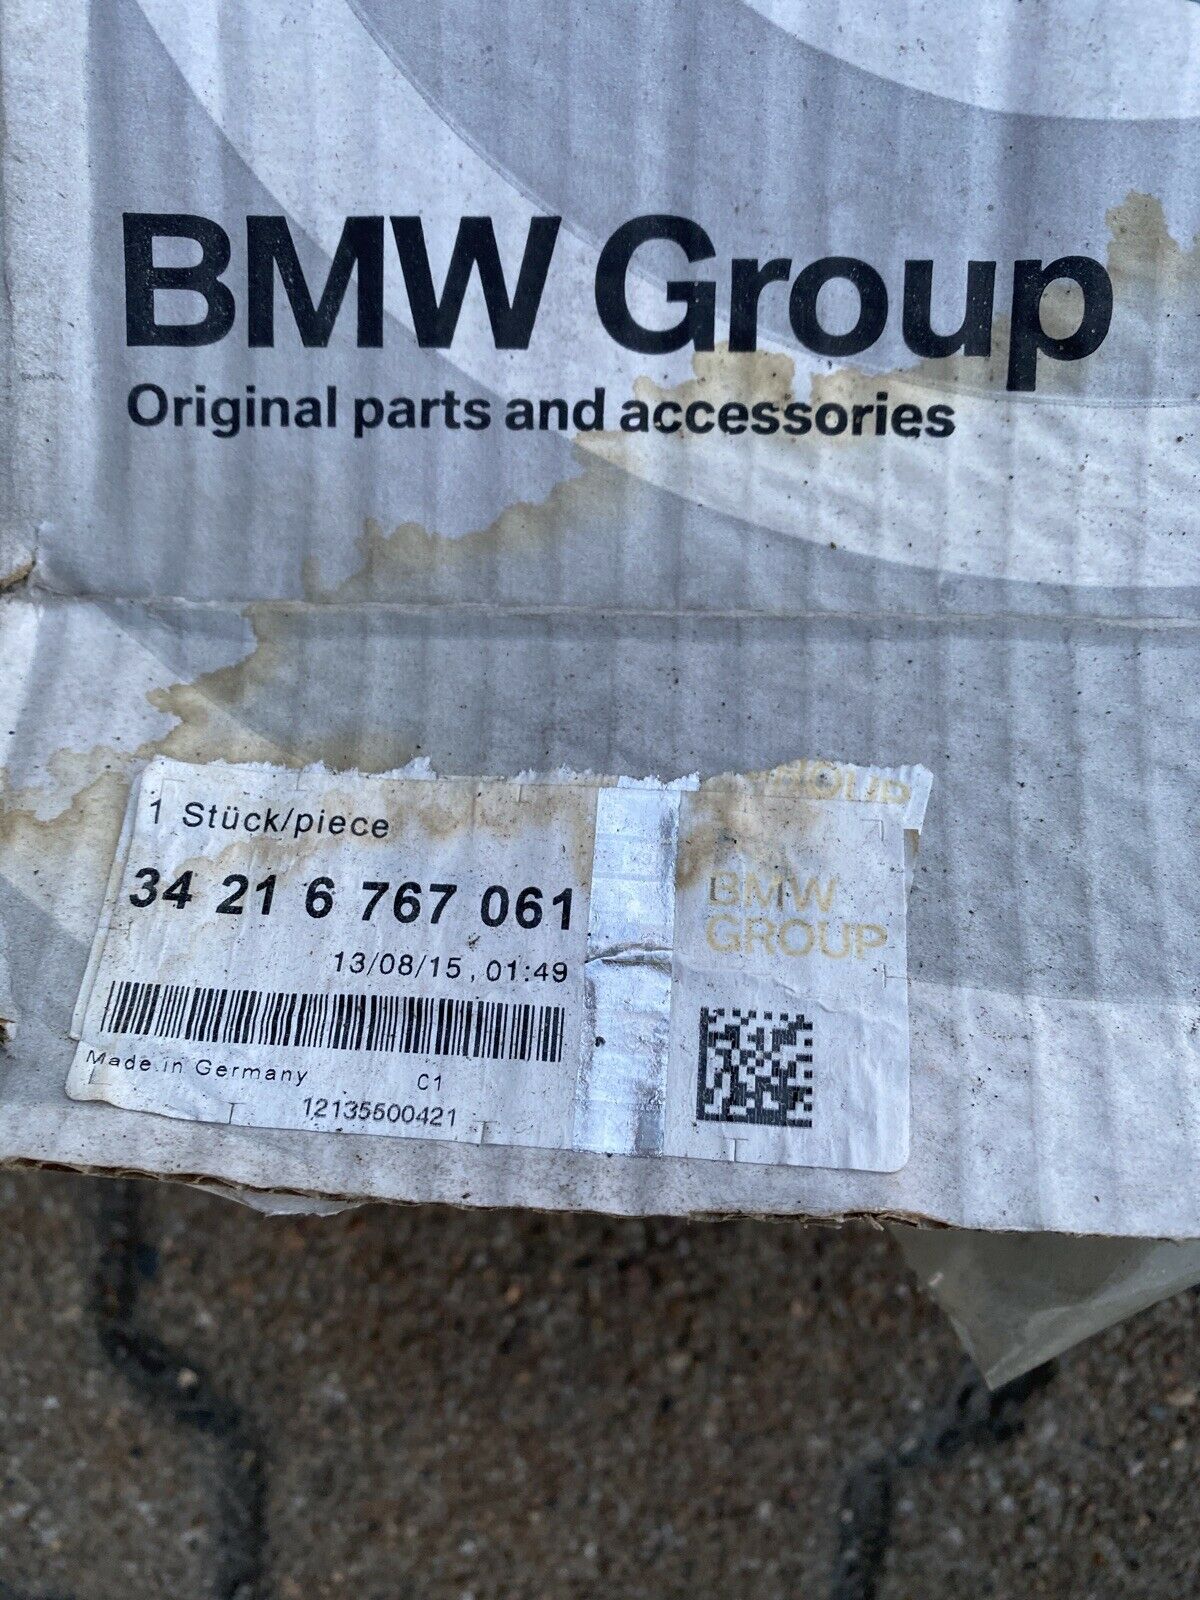 BMW Group
Original parts and accessories
1 Stück/piece
34 21 6 767 061
13/08/15, 01:49
Made in Germany C1
12135500421
GROUP
BMW
GROUP